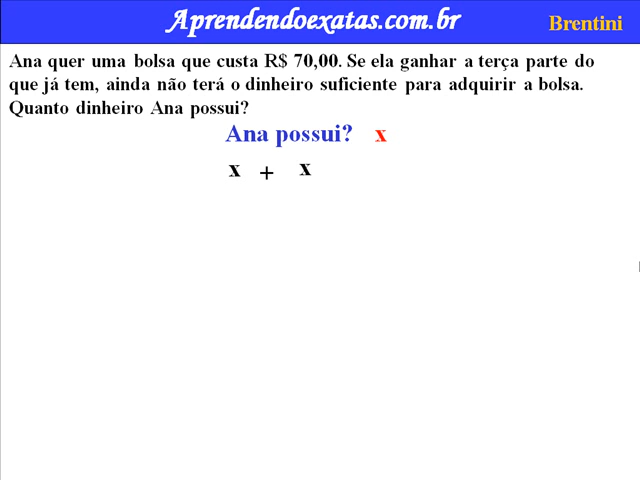 Aprendendoexatas.com.br
Brentini
Ana quer uma bolsa que custa R$ 70,00. Se ela ganhar a terça parte do
que já tem, ainda não terá o dinheiro suficiente para adquirir a bolsa.
Quanto dinheiro Ana possui?
Ana possui? x
x + x